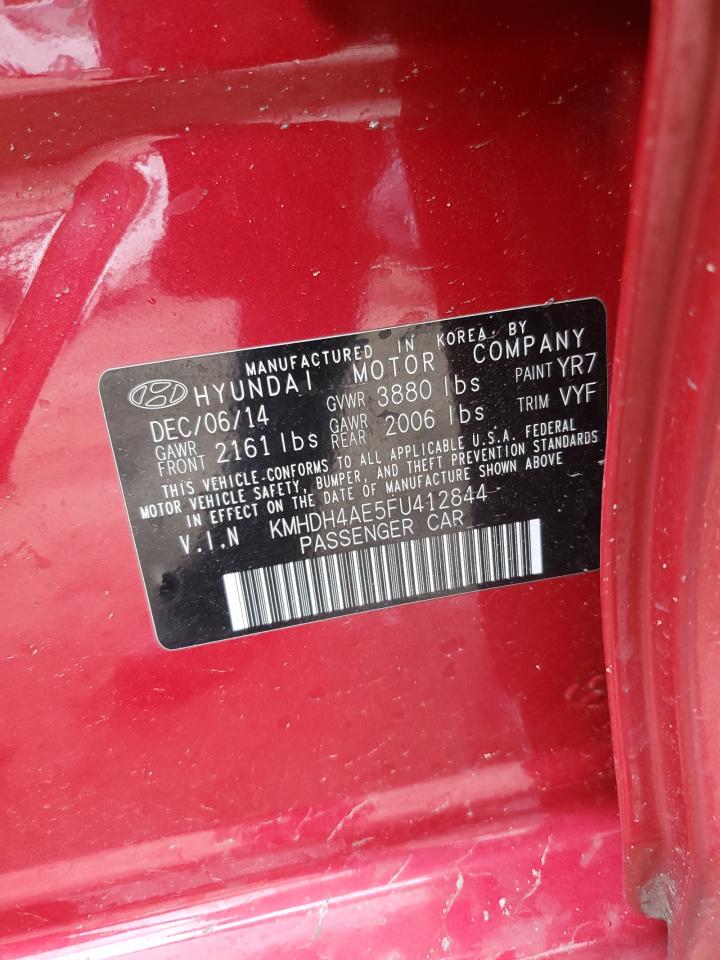 MANUFACTURED IN KOREA BY
HYUNDAI MOTOR COMPANY
DEC/06/14 GVWR 3880 lbs PAINT YR7
GAWR FRONT 2161 lbs GAWR REAR 2006 lbs TRIM VYF
THIS VEHICLE CONFORMS TO ALL APPLICABLE U.S.A. FEDERAL
MOTOR VEHICLE SAFETY, BUMPER, AND THEFT PREVENTION STANDARDS
IN EFFECT ON THE DATE OF MANUFACTURE SHOWN ABOVE
V.I.N KMHDH4AE5FU412844
PASSENGER CAR